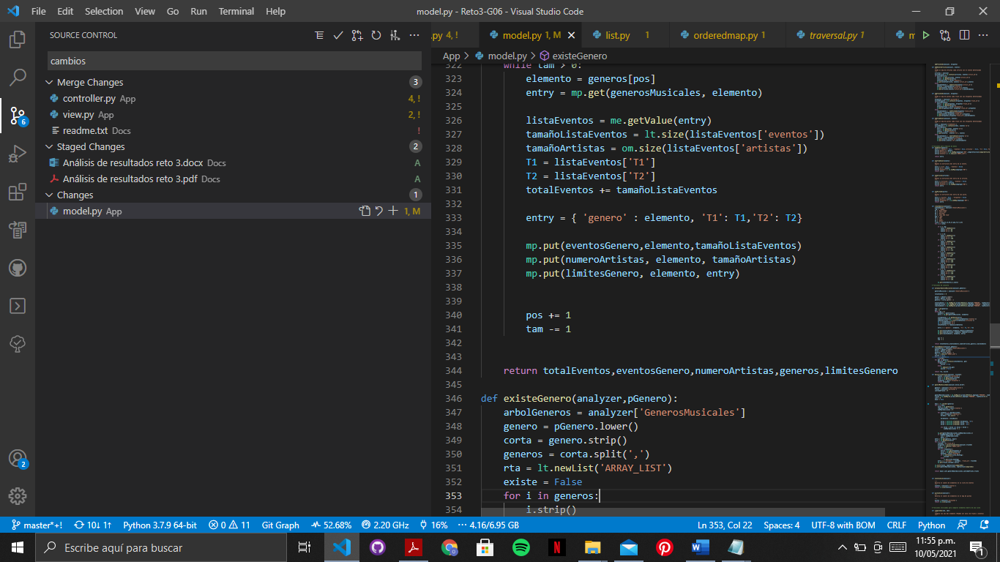 File Edit Selection View Go Run Terminal Help
model.py - Reto3-G06 - Visual Studio Code
SOURCE CONTROL
cambios
Merge Changes 3
controller.py App 4, !
view.py App 2, !
readme.txt Docs !
Staged Changes 2
Análisis de resultados reto 3.docx Docs A
Análisis de resultados reto 3.pdf Docs A
Changes 1
model.py App 1, M
6
2
.py 4, ! model.py 1, M list.py 1 orderedmap.py 1 traversal.py 1 m
App > model.py > existeGenero
322 while tam > 0:
323 elemento = generos[pos]
324 entry = mp.get(generosMusicales, elemento)
325
326 listaEventos = me.getValue(entry)
327 tamañoListaEventos = lt.size(listaEventos['eventos'])
328 tamañoArtistas = om.size(listaEventos['artistas'])
329 T1 = listaEventos['T1']
330 T2 = listaEventos['T2']
331 totalEventos += tamañoListaEventos
332
333 entry = { 'genero' : elemento, 'T1': T1,'T2': T2}
334
335 mp.put(eventosGenero,elemento,tamañoListaEventos)
336 mp.put(numeroArtistas, elemento, tamañoArtistas)
337 mp.put(limitesGenero, elemento, entry)
338
339
340 pos += 1
341 tam -= 1
342
343
344 return totalEventos,eventosGenero,numeroArtistas,generos,limitesGenero
345
346 def existeGenero(analyzer,pGenero):
347 arbolGeneros = analyzer['GenerosMusicales']
348 genero = pGenero.lower()
349 corta = genero.strip()
350 generos = corta.split(',')
351 rta = lt.newList('ARRAY_LIST')
352 existe = False
353 for i in generos:
354 i.strip()
master*+! 10↓ 1↑ Python 3.7.9 64-bit 0 11 Git Graph 52.68% 2.20 GHz 16% 4.16/6.95 GB Ln 353, Col 22 Spaces: 4 UTF-8 with BOM CRLF Python
Escribe aquí para buscar
11:55 p.m.
10/05/2021
1